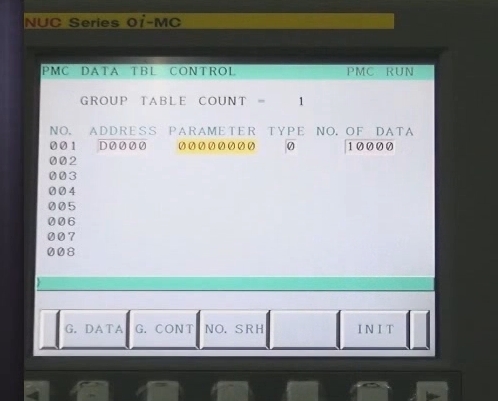 NUC Series 0i-MC
PMC DATA TBL CONTROL PMC RUN
GROUP TABLE COUNT = 1
NO. ADDRESS PARAMETER TYPE NO. OF DATA
001 D0000 00000000 0 10000
002
003
004
005
006
007
008
)
G. DATA G. CONT NO. SRH INIT